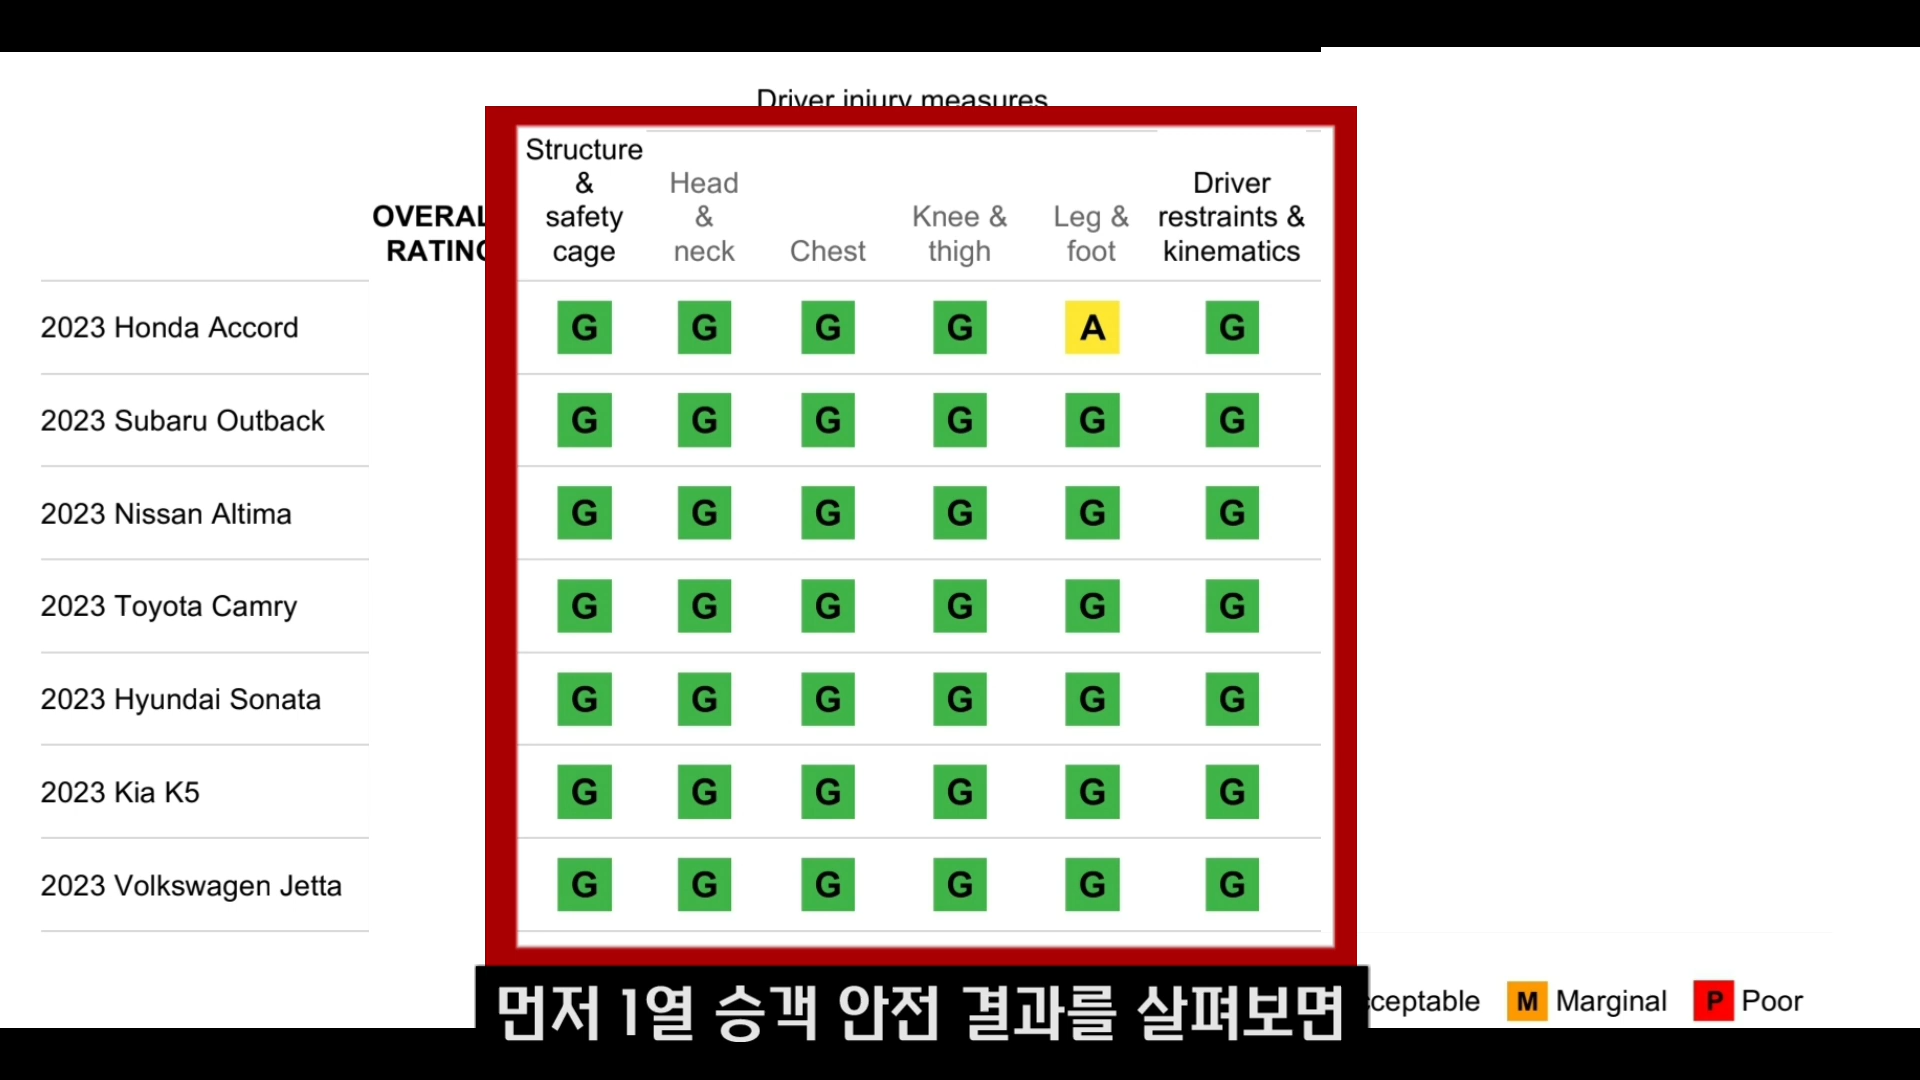 Driver injury measures
OVERAL
RATING
Structure
&
safety
cage
Head
&
neck
Chest
Knee &
thigh
Leg &
foot
Driver
restraints &
kinematics
2023 Honda Accord G G G G A G
2023 Subaru Outback G G G G G G
2023 Nissan Altima G G G G G G
2023 Toyota Camry G G G G G G
2023 Hyundai Sonata G G G G G G
2023 Kia K5 G G G G G G
2023 Volkswagen Jetta G G G G G G
cceptable M Marginal P Poor
먼저 1열 승객 안전 결과를 살펴보면